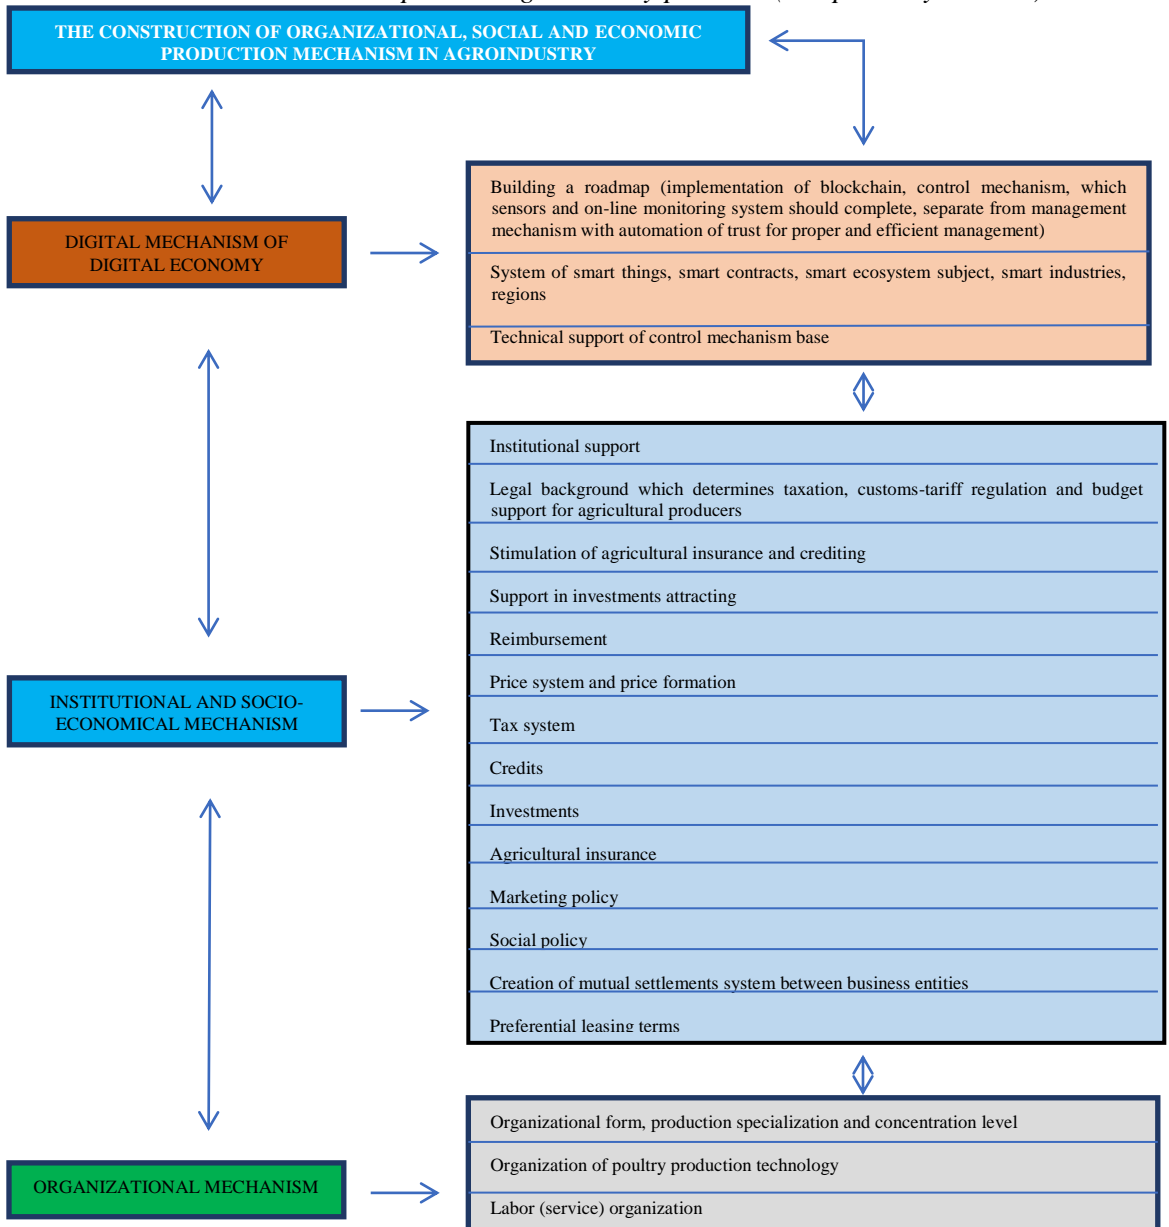 THE CONSTRUCTION OF ORGANIZATIONAL, SOCIAL AND ECONOMIC
PRODUCTION MECHANISM IN AGROINDUSTRY
Building a roadmap (implementation of blockchain, control mechanism, which
sensors and on-line monitoring system should complete, separate from management
mechanism with automation of trust for proper and efficient management)
DIGITAL MECHANISM OF
DIGITAL ECONOMY
System of smart things, smart contracts, smart ecosystem subject, smart industries,
regions
Technical support of control mechanism base
Institutional support
Legal background which determines taxation, customs-tariff regulation and budget
support for agricultural producers
Stimulation of agricultural insurance and crediting
Support in investments attracting
Reimbursement
Price system and price formation
INSTITUTIONAL AND SOCIO-
ECONOMICAL MECHANISM
Tax system
Credits
Investments
Agricultural insurance
Marketing policy
Social policy
Creation of mutual settlements system between business entities
Preferential leasing terms
Organizational form, production specialization and concentration level
Organization of poultry production technology
ORGANIZATIONAL MECHANISM
Labor (service) organization